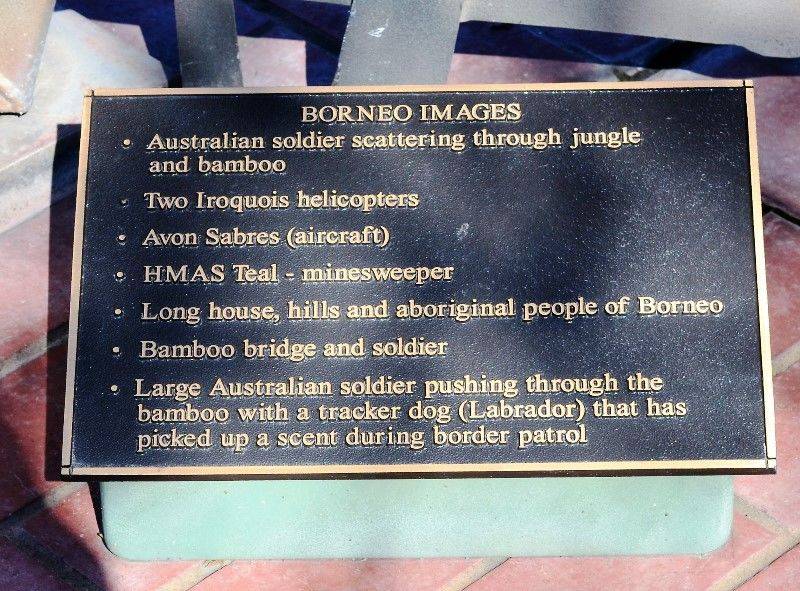 BORNEO IMAGES
• Australian soldier scattering through jungle
and bamboo
• Two Iroquois helicopters
• Avon Sabres (aircraft)
• HMAS Teal - minesweeper
• Long house, hills and aboriginal people of Borneo
• Bamboo bridge and soldier
• Large Australian soldier pushing through the
bamboo with a tracker dog (Labrador) that has
picked up a scent during border patrol